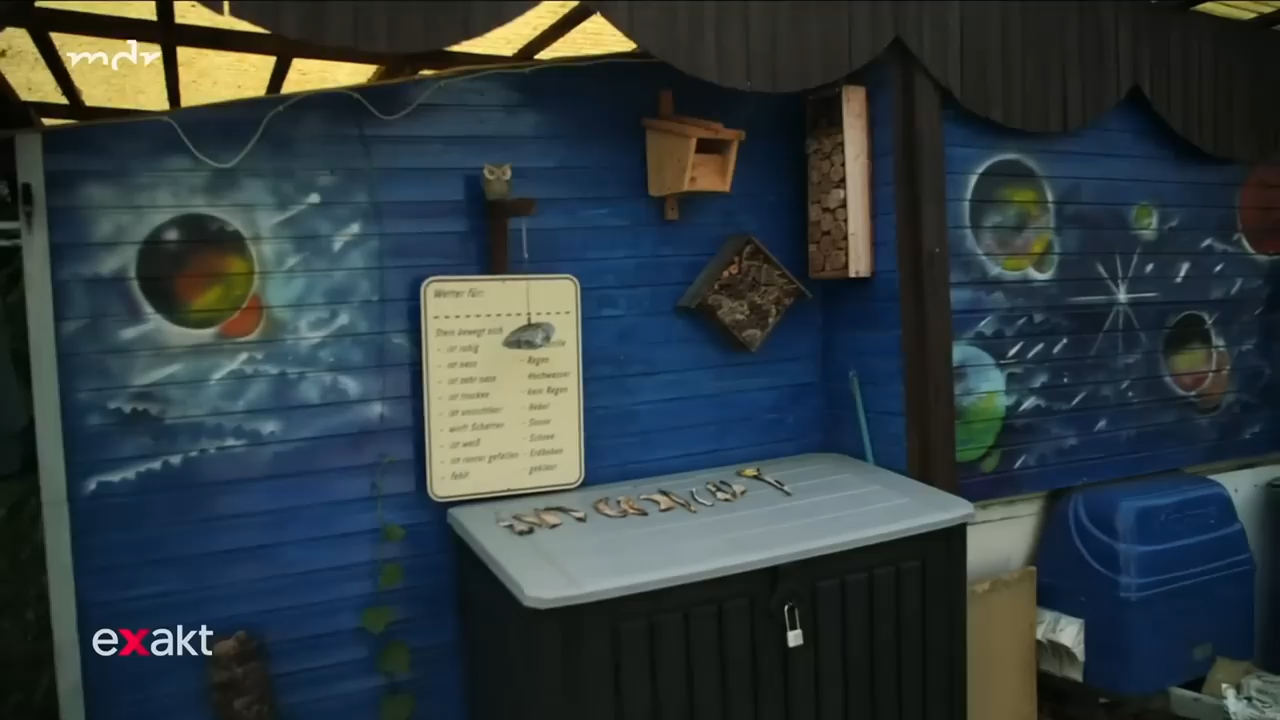 mdr
Wetter für:
Stein bewegt sich
- ist ruhig
- ist nass - Regen
- ist sehr nass - Hochwasser
- ist trocken - kein Regen
- ist unsichtbar - Nebel
- wirft Schatten - Sonne
- ist weiß - Schnee
- ist runter gefallen - Erdbeben
- fehlt geklaut
exakt